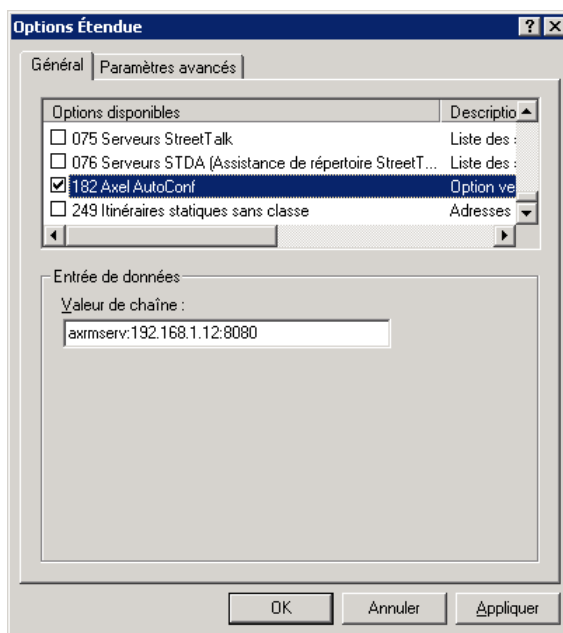 Options Étendue
Général Paramètres avancés
Options disponibles Descriptio
075 Serveurs StreetTalk Liste des :
076 Serveurs STDA (Assistance de répertoire StreetT... Liste des :
182 Axel AutoConf Option ve
249 Itinéraires statiques sans classe Adresses
Entrée de données
Valeur de chaîne :
axrmserv:192.168.1.12:8080
OK Annuler Appliquer